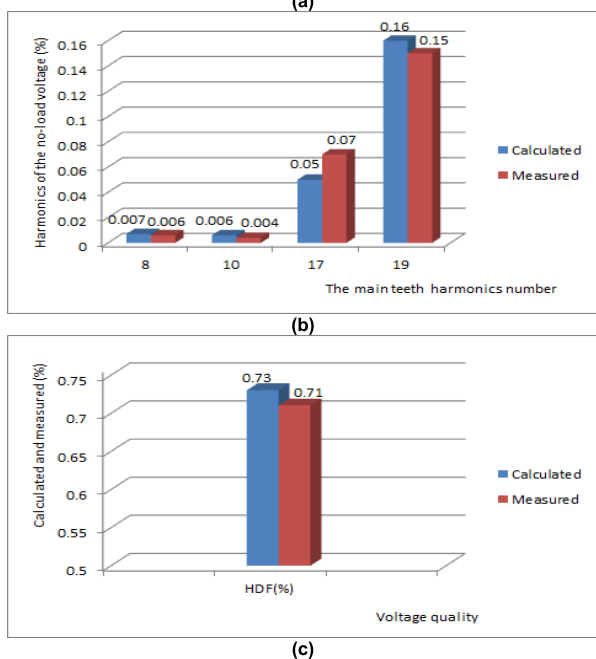 (a)
Harmonics of the no-load voltage (%)
0.16
0.14
0.12
0.1
0.08
0.06
0.04
0.02
0
0.007
0.006
0.006
0.004
0.05
0.07
0.16
0.15
8
10
17
19
Calculated
Measured
The main teeth harmonics number
(b)
Calculated and measured (%)
0.75
0.7
0.65
0.6
0.55
0.5
0.73
0.71
HDF(%)
Calculated
Measured
Voltage quality
(c)